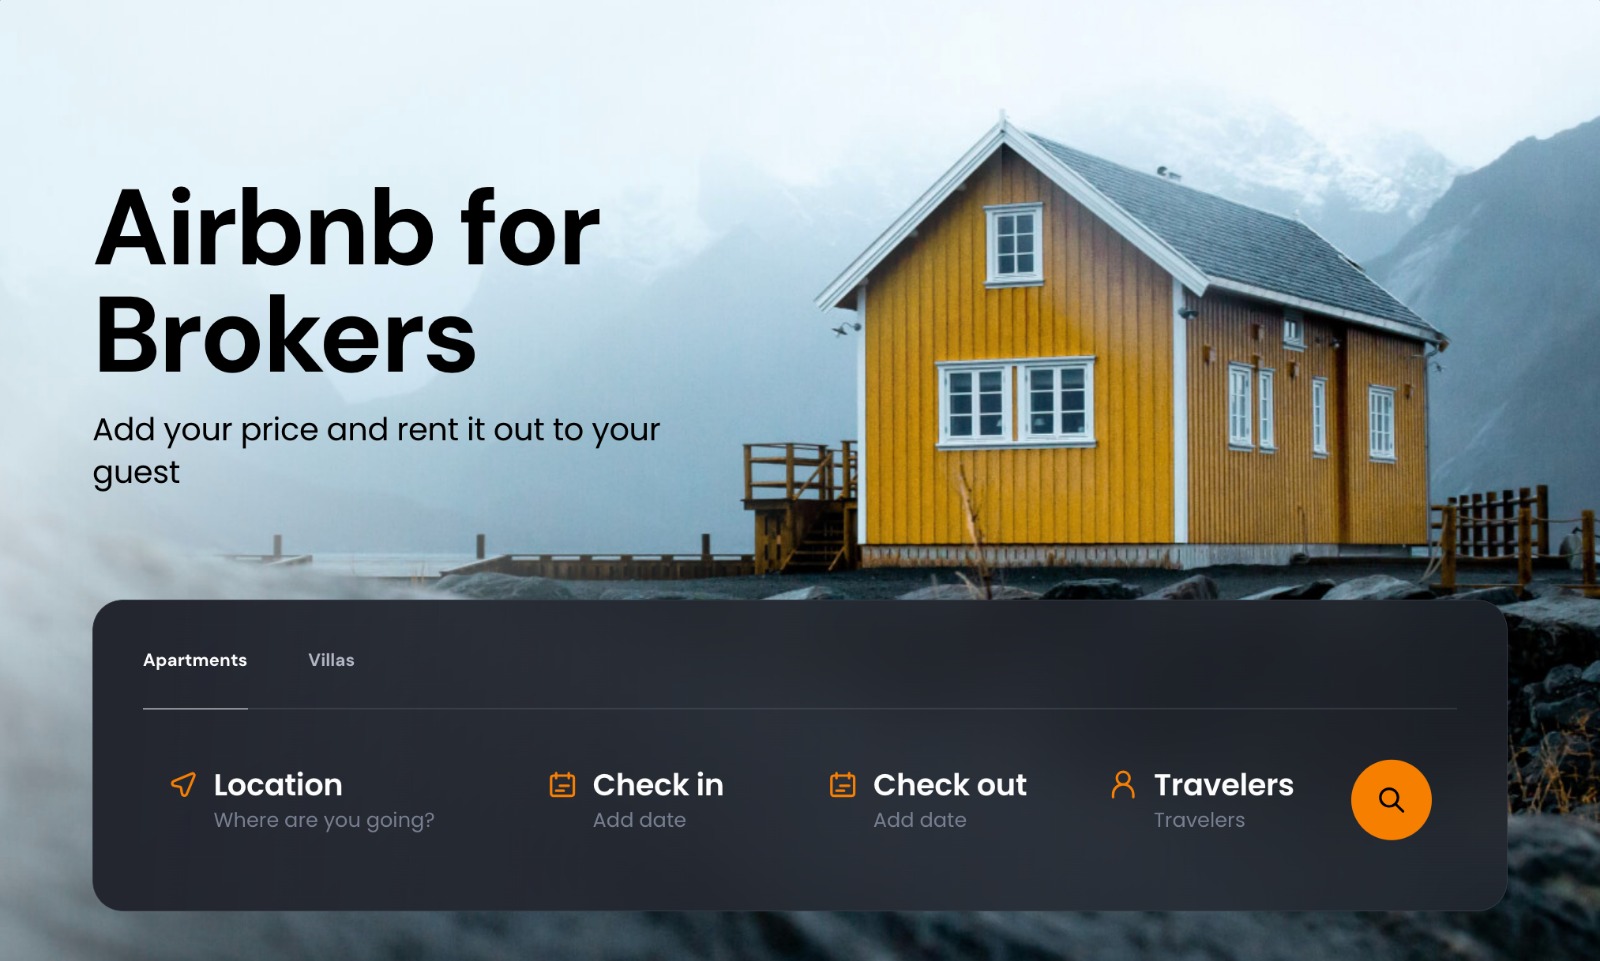 Airbnb for
Brokers
Add your price and rent it out to your
guest
Apartments Villas
Location Check in Check out Travelers
Where are you going? Add date Add date Travelers